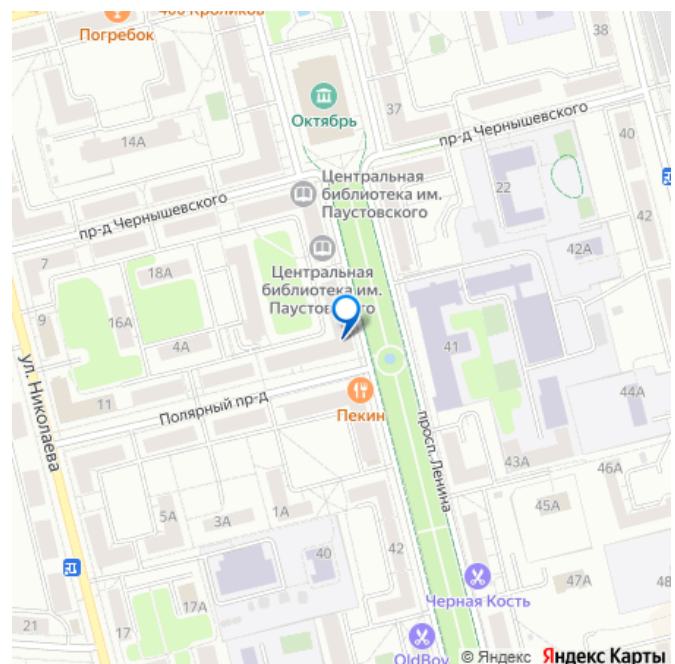 400 Кроликов
Погребок
38
Октябрь
37
14А
пр-д Чернышевского
40
Центральная
библиотека им.
Паустовского
22
пр-д Чернышевского
42
7
Центральная
библиотека им.
Паустовского
42А
18А
9
16А
4А
41
ул. Николаева
11
Полярный пр-д
Пекин
просп. Ленина
44А
43А
46А
5А
3А
1А
45А
40
42
47А
48
Черная Кость
17А
17
21
OldBoy
© Яндекс Яндекс Карты